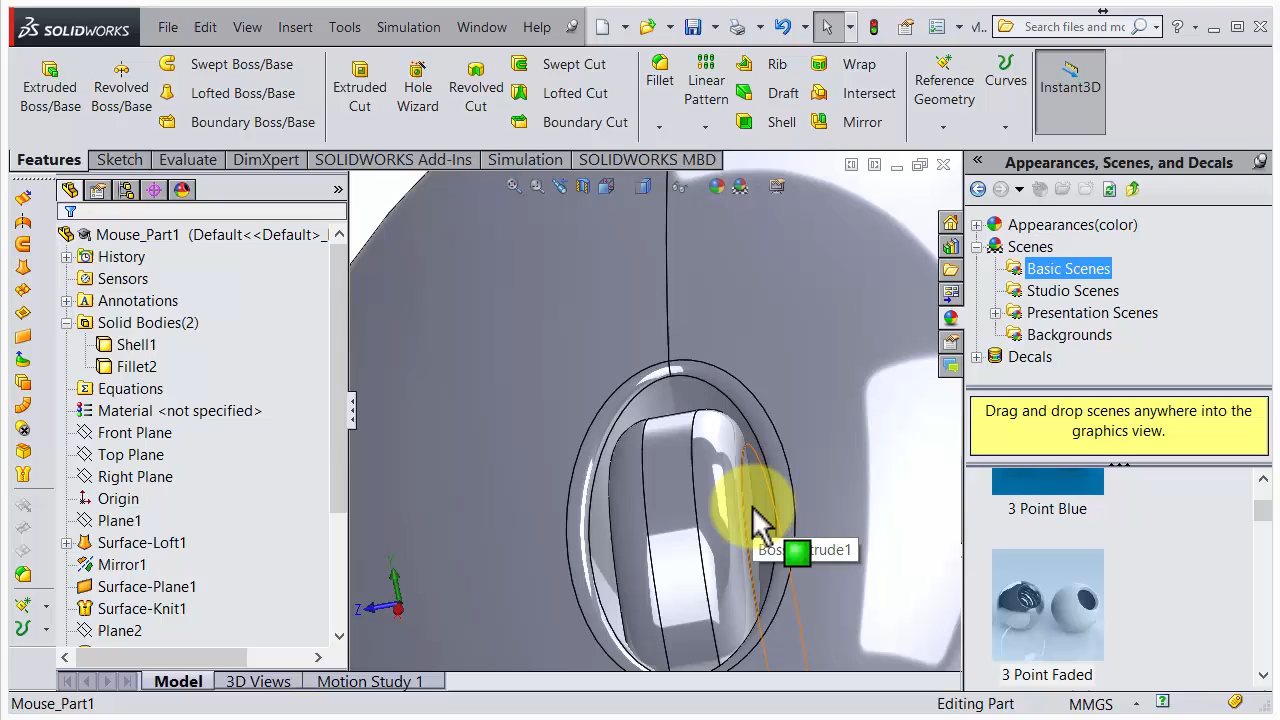 SOLIDWORKS File Edit View Insert Tools Simulation Window Help Search files and mo
Extruded Boss/Base
Revolved Boss/Base
Swept Boss/Base
Lofted Boss/Base
Boundary Boss/Base
Extruded Cut
Hole Wizard
Revolved Cut
Swept Cut
Lofted Cut
Boundary Cut
Fillet
Linear Pattern
Rib
Draft
Shell
Wrap
Intersect
Mirror
Reference Geometry
Curves
Instant3D
Features Sketch Evaluate DimXpert SOLIDWORKS Add-Ins Simulation SOLIDWORKS MBD
Mouse_Part1 (Default<<Default>_
History
Sensors
Annotations
Solid Bodies(2)
Shell1
Fillet2
Equations
Material <not specified>
Front Plane
Top Plane
Right Plane
Origin
Plane1
Surface-Loft1
Mirror1
Surface-Plane1
Surface-Knit1
Plane2
Y
Z
Appearances, Scenes, and Decals
Appearances(color)
Scenes
Basic Scenes
Studio Scenes
Presentation Scenes
Backgrounds
Decals
Drag and drop scenes anywhere into the
graphics view.
3 Point Blue
3 Point Faded
Model 3D Views Motion Study 1
Mouse_Part1 Editing Part MMGS